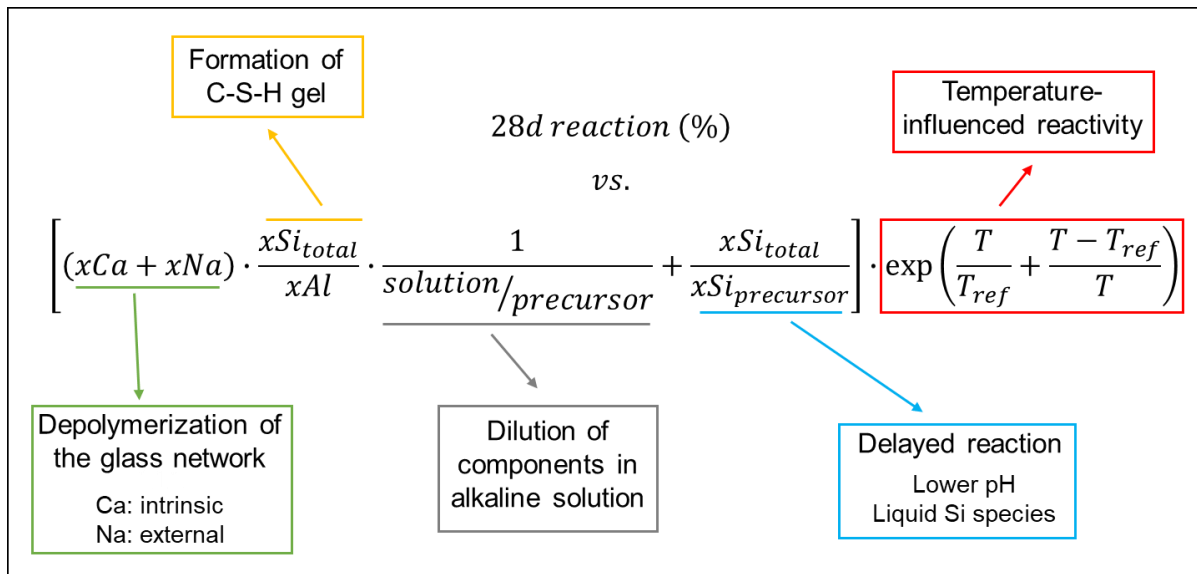 Formation of
C-S-H gel
Temperature-
influenced reactivity
28d reaction (%)
vs.
[(xCa + xNa) · xSi_total/xAl · 1/(solution/precursor) + xSi_total/xSi_precursor] · exp(T/T_ref + (T − T_ref)/T)
Depolymerization of
the glass network
Ca: intrinsic
Na: external
Dilution of
components in
alkaline solution
Delayed reaction
Lower pH
Liquid Si species